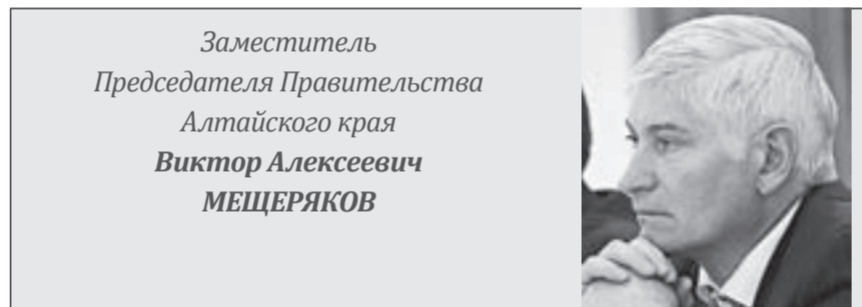 Заместитель
Председателя Правительства
Алтайского края
Виктор Алексеевич
МЕЩЕРЯКОВ